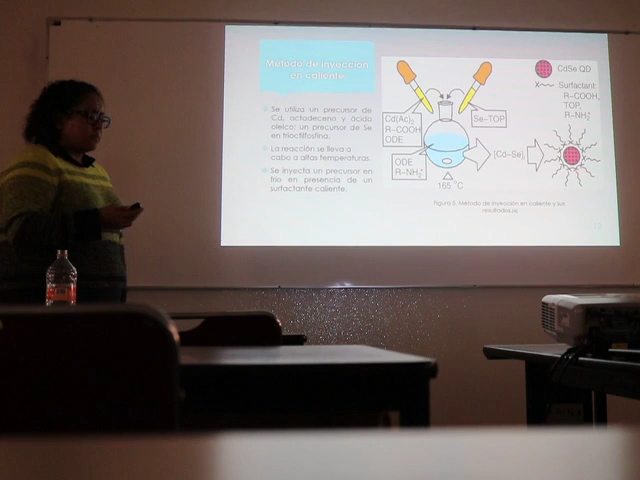 Método de inyección
en caliente
Se utiliza un precursor de
Cd, octadeceno y ácido
oleico; un precursor de Se
en trioctilfosfina.
La reacción se lleva a
cabo a altas temperaturas.
Se inyecta un precursor en
frío en presencia de un
surfactante caliente.
Cd(Ac)₂
R–COOH
ODE
Se–TOP
ODE
R–NH₂
165 °C
[Cd–Se]ᵢ
CdSe QD
X
Surfactant:
R–COOH,
TOP,
R–NH₂
Figura 5. Método de inyección en caliente y sus
resultados.